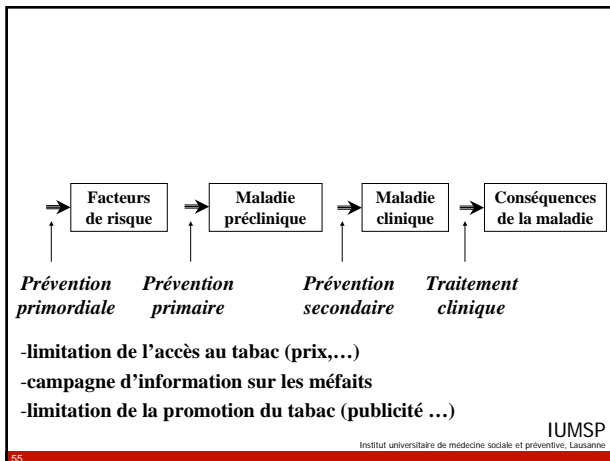 Facteurs
de risque
Maladie
préclinique
Maladie
clinique
Conséquences
de la maladie
Prévention
primordiale
Prévention
primaire
Prévention
secondaire
Traitement
clinique
-limitation de l'accès au tabac (prix,…)
-campagne d'information sur les méfaits
-limitation de la promotion du tabac (publicité …)
IUMSP
Institut universitaire de médecine sociale et préventive, Lausanne
55